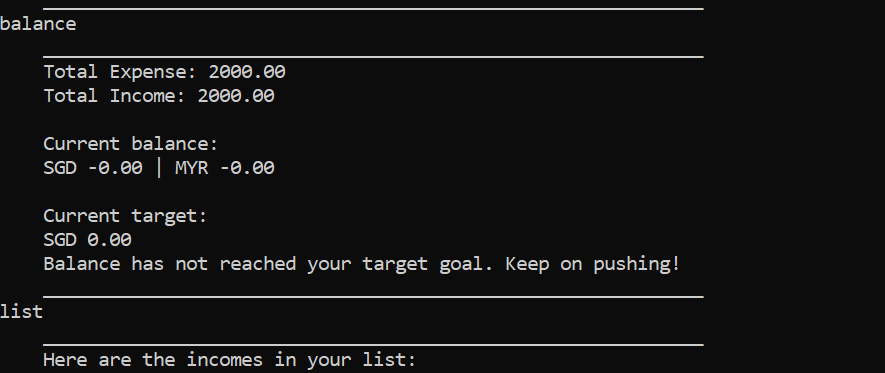 balance
Total Expense: 2000.00
Total Income: 2000.00
Current balance:
SGD -0.00 | MYR -0.00
Current target:
SGD 0.00
Balance has not reached your target goal. Keep on pushing!
list
Here are the incomes in your list: